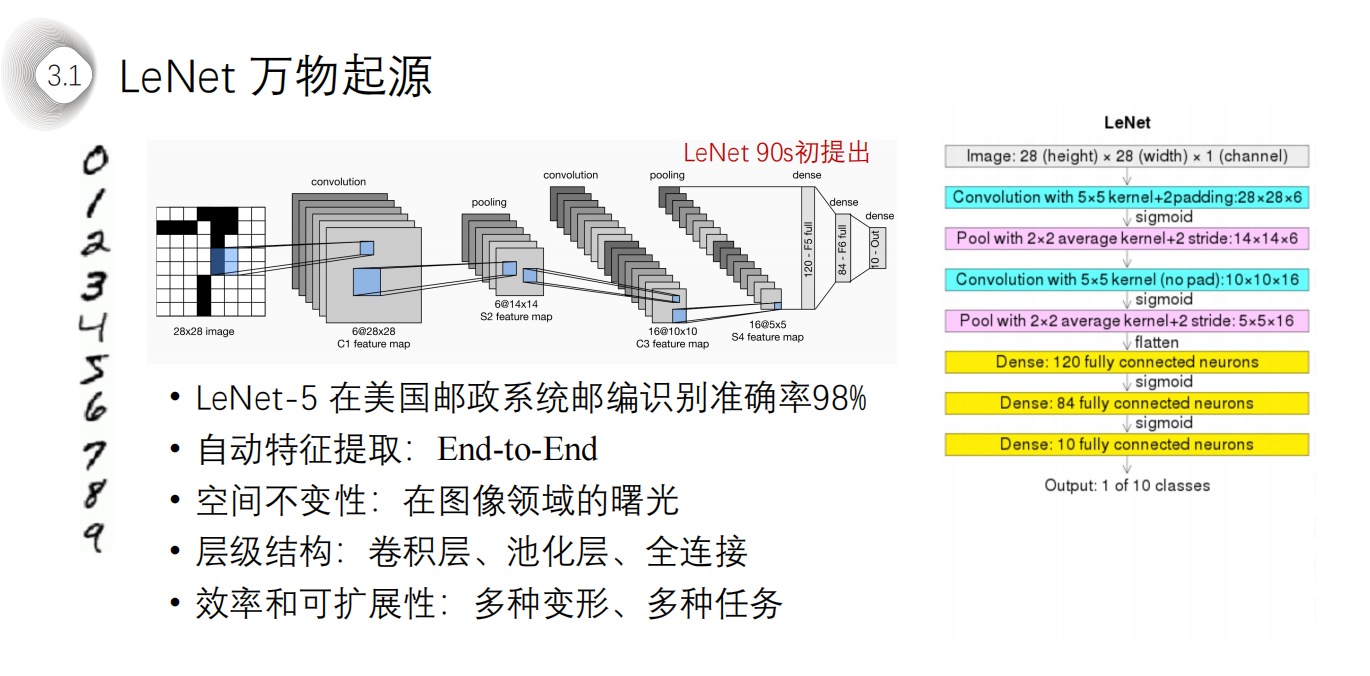 3.1
LeNet 万物起源
0
1
2
3
4
5
6
7
8
9
LeNet 90s初提出
convolution
pooling
convolution
pooling
dense
dense
dense
120 - F5 full
84 - F6 full
10 - Out
28x28 image
6@28x28
C1 feature map
6@14x14
S2 feature map
16@10x10
C3 feature map
16@5x5
S4 feature map
• LeNet-5 在美国邮政系统邮编识别准确率98%
• 自动特征提取：End-to-End
• 空间不变性：在图像领域的曙光
• 层级结构：卷积层、池化层、全连接
• 效率和可扩展性：多种变形、多种任务
LeNet
Image: 28 (height) × 28 (width) × 1 (channel)
Convolution with 5×5 kernel+2padding:28×28×6
sigmoid
Pool with 2×2 average kernel+2 stride:14×14×6
Convolution with 5×5 kernel (no pad):10×10×16
sigmoid
Pool with 2×2 average kernel+2 stride: 5×5×16
flatten
Dense: 120 fully connected neurons
sigmoid
Dense: 84 fully connected neurons
sigmoid
Dense: 10 fully connected neurons
Output: 1 of 10 classes